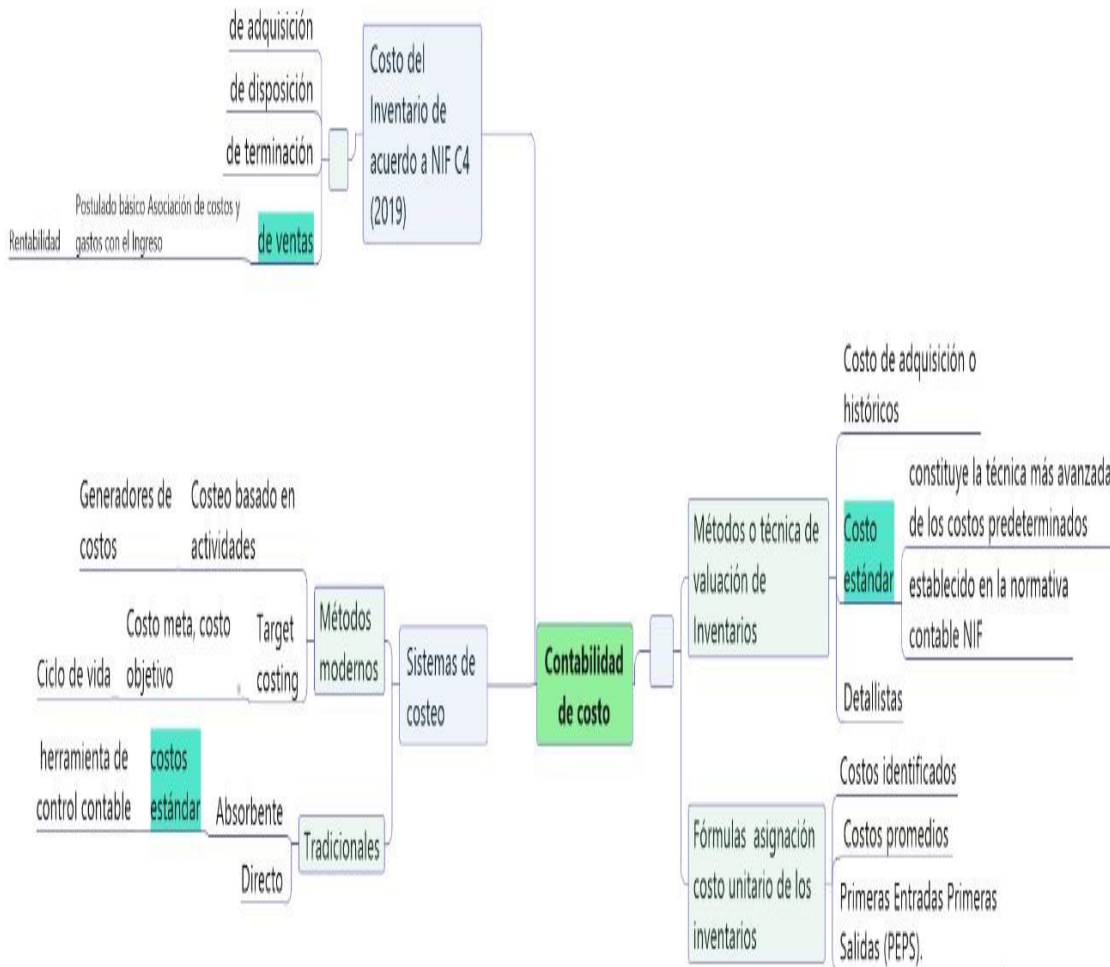 de adquisición
de disposición
de terminación
Rentabilidad
Postulado básico Asociación de costos y
gastos con el Ingreso
de ventas
Costo del
Inventario de
acuerdo a NIF C4
(2019)
Generadores de
costos
Costeo basado en
actividades
Ciclo de vida
Costo meta, costo
objetivo
Target
costing
Métodos
modernos
herramienta de
control contable
costos
estándar
Absorbente
Directo
Tradicionales
Sistemas de
costeo
Contabilidad
de costo
Métodos o técnica de
valuación de
Inventarios
Costo de adquisición o
históricos
Costo
estándar
constituye la técnica más avanzada
de los costos predeterminados
establecido en la normativa
contable NIF
Detallistas
Fórmulas asignación
costo unitario de los
inventarios
Costos identificados
Costos promedios
Primeras Entradas Primeras
Salidas (PEPS).